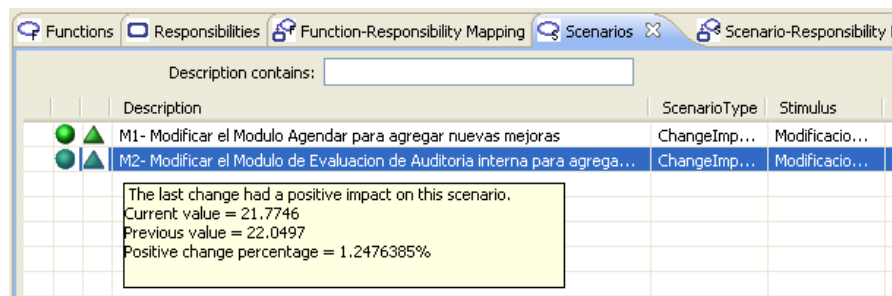 Functions Responsibilities Function-Responsibility Mapping Scenarios Scenario-Responsibility
Description contains:
Description ScenarioType Stimulus
M1- Modificar el Modulo Agendar para agregar nuevas mejoras ChangeImp... Modificacio...
M2- Modificar el Modulo de Evaluacion de Auditoria interna para agrega... ChangeImp... Modificacio...
The last change had a positive impact on this scenario.
Current value = 21.7746
Previous value = 22.0497
Positive change percentage = 1.2476385%